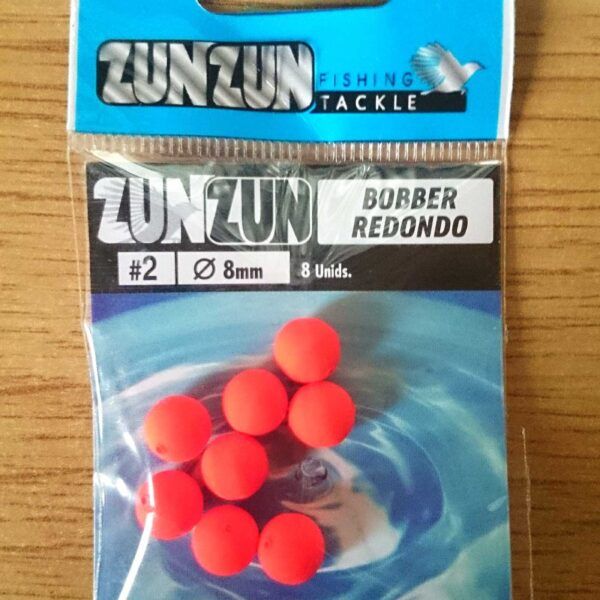 ZUNZUN
FISHING
TACKLE
ZUNZUN
BOBBER
REDONDO
#2
Ø 8mm
8 Unids.